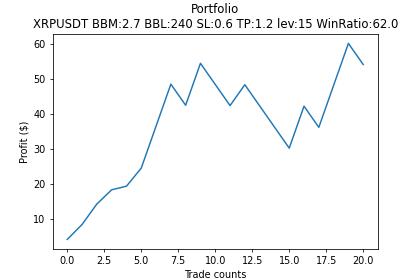 Portfolio
XRPUSDT BBM:2.7 BBL:240 SL:0.6 TP:1.2 lev:15 WinRatio:62.0
60
50
40
30
20
10
Profit ($)
0.0 2.5 5.0 7.5 10.0 12.5 15.0 17.5 20.0
Trade counts